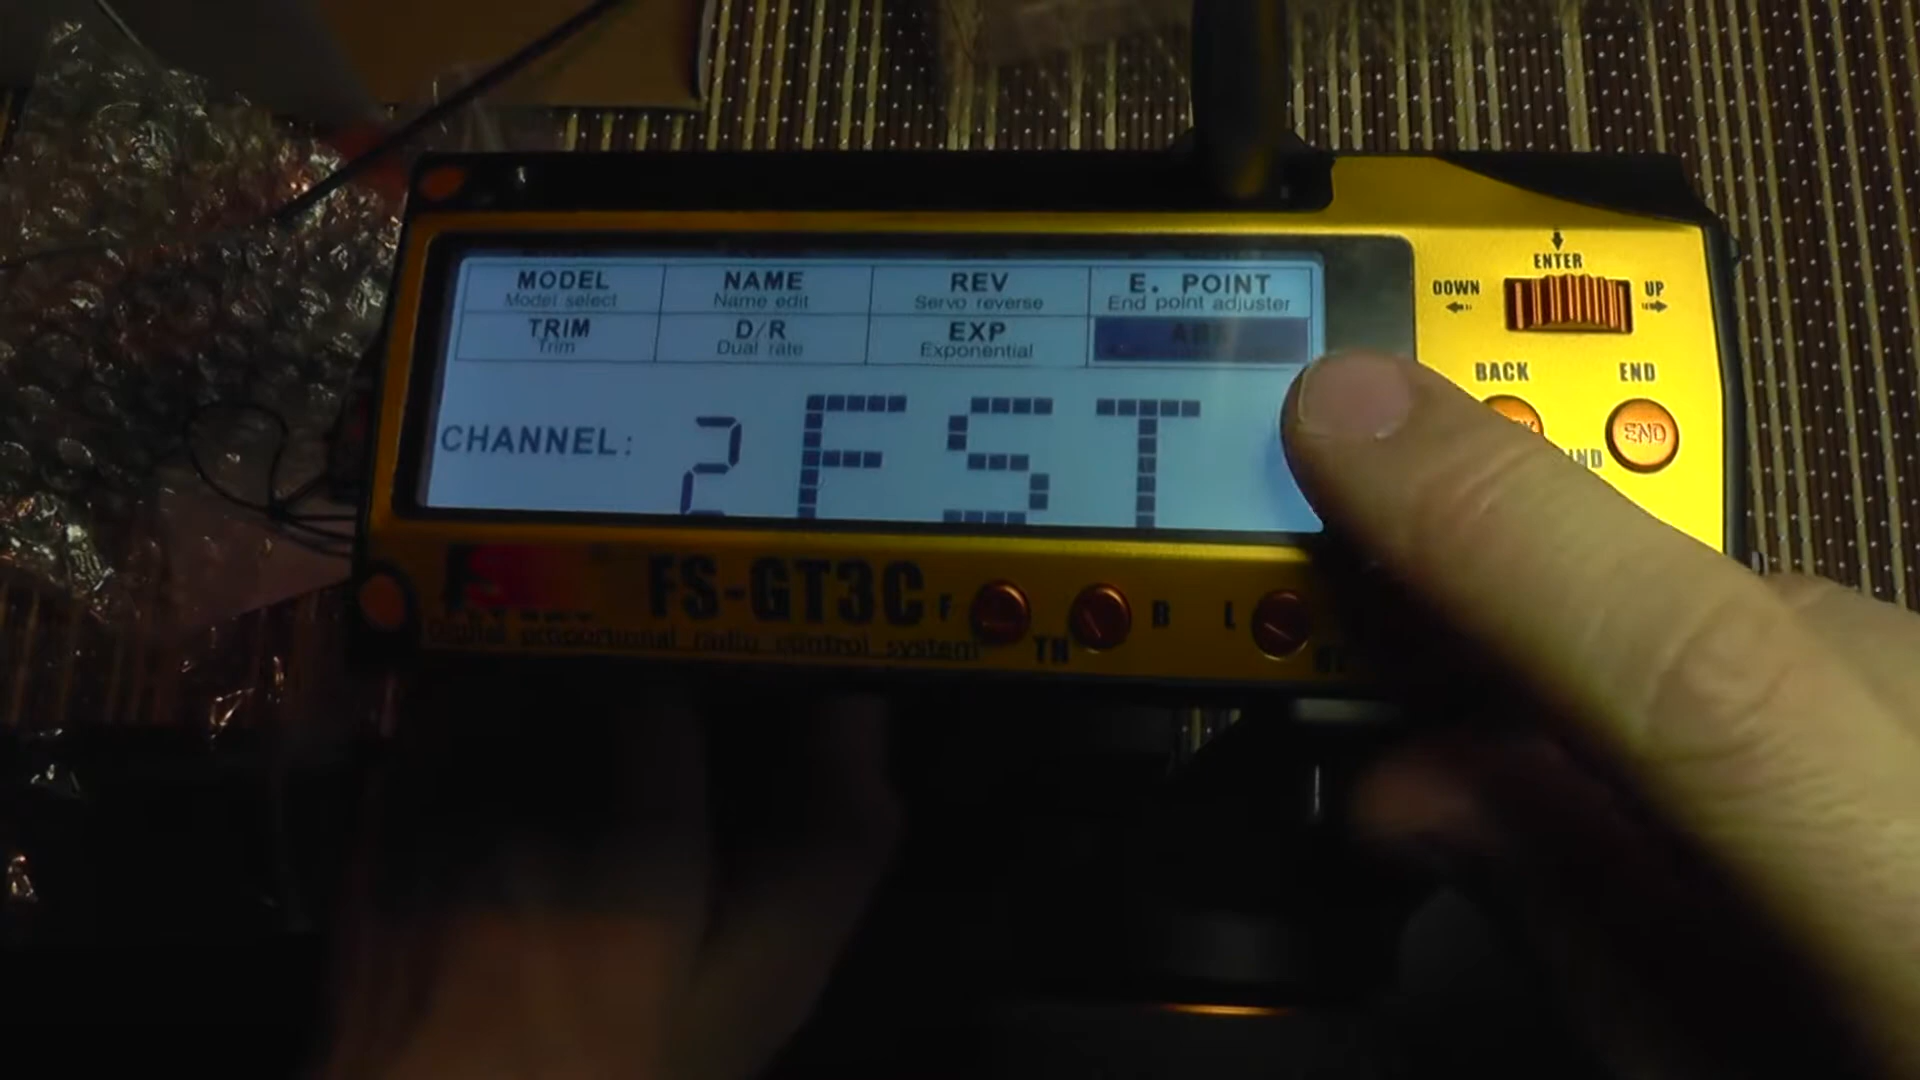 MODEL NAME REV E. POINT
Model select Name edit Servo reverse End point adjuster
TRIM D/R EXP ABS
Trim Dual rate Exponential
CHANNEL: 2 FST
FS-GT3C
Digital proportional radio control system
F TH B L
ENTER
DOWN UP
BACK END
END